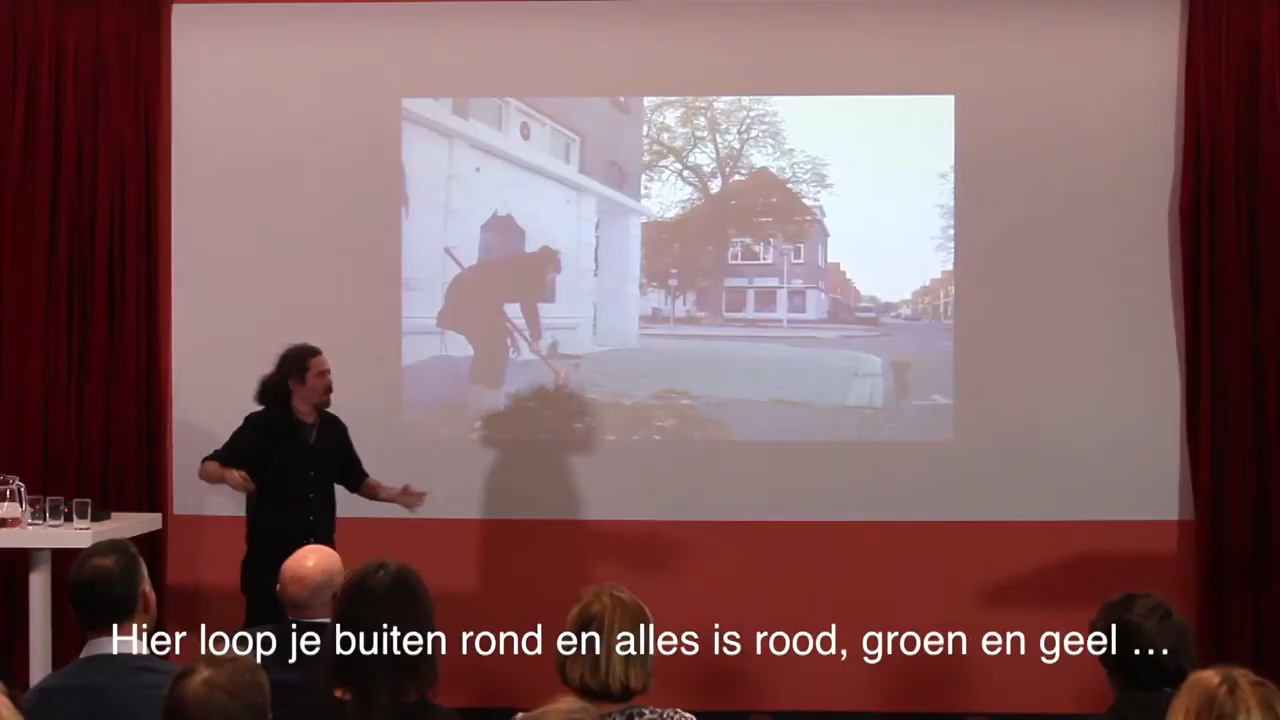 Hier loop je buiten rond en alles is rood, groen en geel …